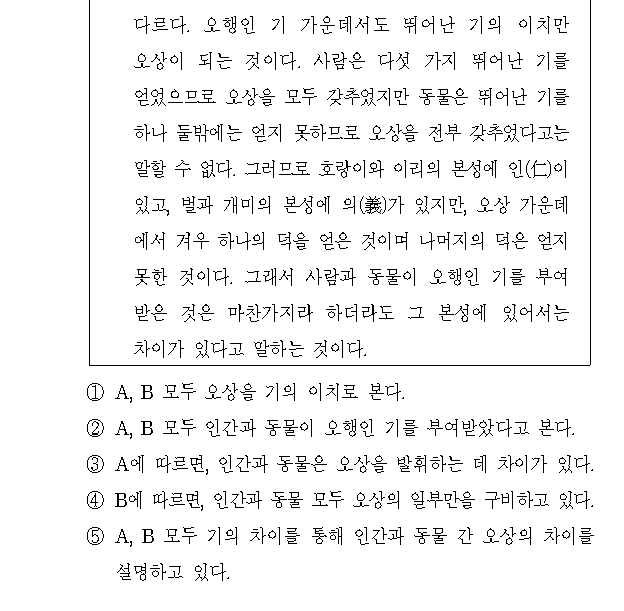 다르다. 오행인 기 가운데서도 뛰어난 기의 이치만
오상이 되는 것이다. 사람은 다섯 가지 뛰어난 기를
얻었으므로 오상을 모두 갖추었지만 동물은 뛰어난 기를
하나 둘밖에는 얻지 못하므로 오상을 전부 갖추었다고는
말할 수 없다. 그러므로 호랑이와 이리의 본성에 인(仁)이
있고, 벌과 개미의 본성에 의(義)가 있지만, 오상 가운데
에서 겨우 하나의 덕을 얻은 것이며 나머지의 덕은 얻지
못한 것이다. 그래서 사람과 동물이 오행인 기를 부여
받은 것은 마찬가지라 하더라도 그 본성에 있어서는
차이가 있다고 말하는 것이다.
① A, B 모두 오상을 기의 이치로 본다.
② A, B 모두 인간과 동물이 오행인 기를 부여받았다고 본다.
③ A에 따르면, 인간과 동물은 오상을 발휘하는 데 차이가 있다.
④ B에 따르면, 인간과 동물 모두 오상의 일부만을 구비하고 있다.
⑤ A, B 모두 기의 차이를 통해 인간과 동물 간 오상의 차이를
설명하고 있다.